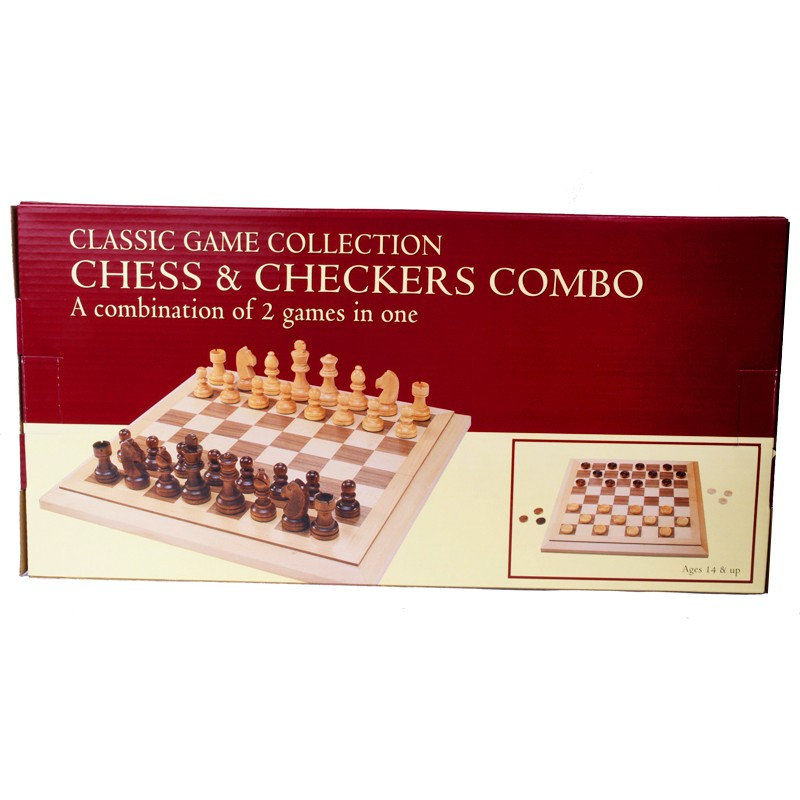 CLASSIC GAME COLLECTION
CHESS & CHECKERS COMBO
A combination of 2 games in one
Ages 14 & up